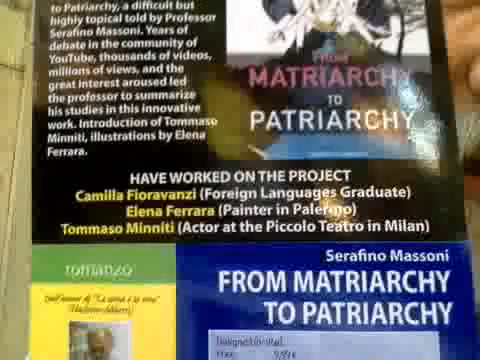 to Patriarchy, a difficult but
highly topical told by Professor
Serafino Massoni. Years of
debate in the community of
YouTube, thousands of videos,
millions of views, and the
great interest aroused led
the professor to summarize
his studies in this innovative
work. Introduction of Tommaso
Minniti, illustrations by Elena
Ferrara.
FROM
MATRIARCHY
TO
PATRIARCHY
HAVE WORKED ON THE PROJECT
Camilla Fioravanzi (Foreign Languages Graduate)
Elena Ferrara (Painter in Palermo)
Tommaso Minniti (Actor at the Piccolo Teatro in Milan)
Serafino Massoni
FROM MATRIARCHY
TO PATRIARCHY
romanzo